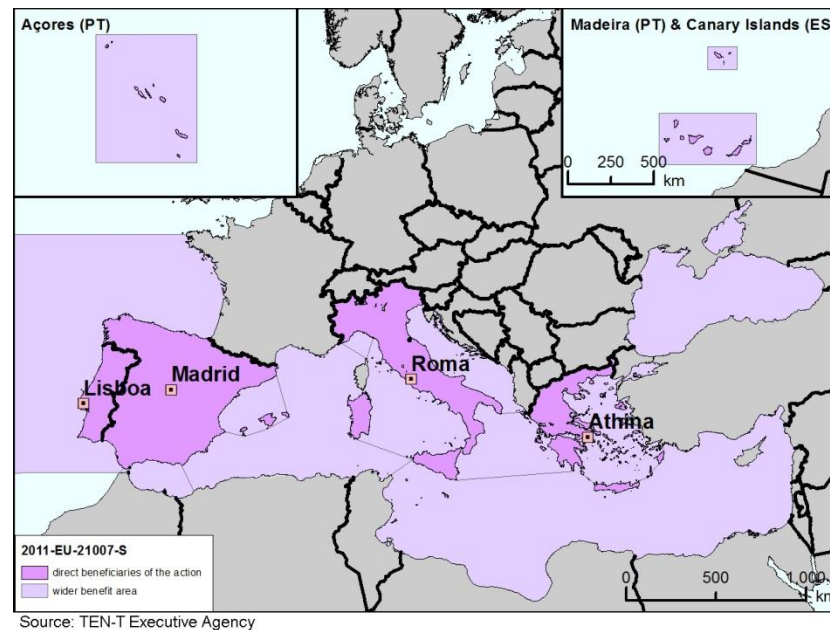 Açores (PT)
Madeira (PT) & Canary Islands (ES
0 250 500
km
Lisboa
Madrid
Roma
Athina
2011-EU-21007-S
direct beneficiaries of the action
wider benefit area
0 500 1,000
km
Source: TEN-T Executive Agency